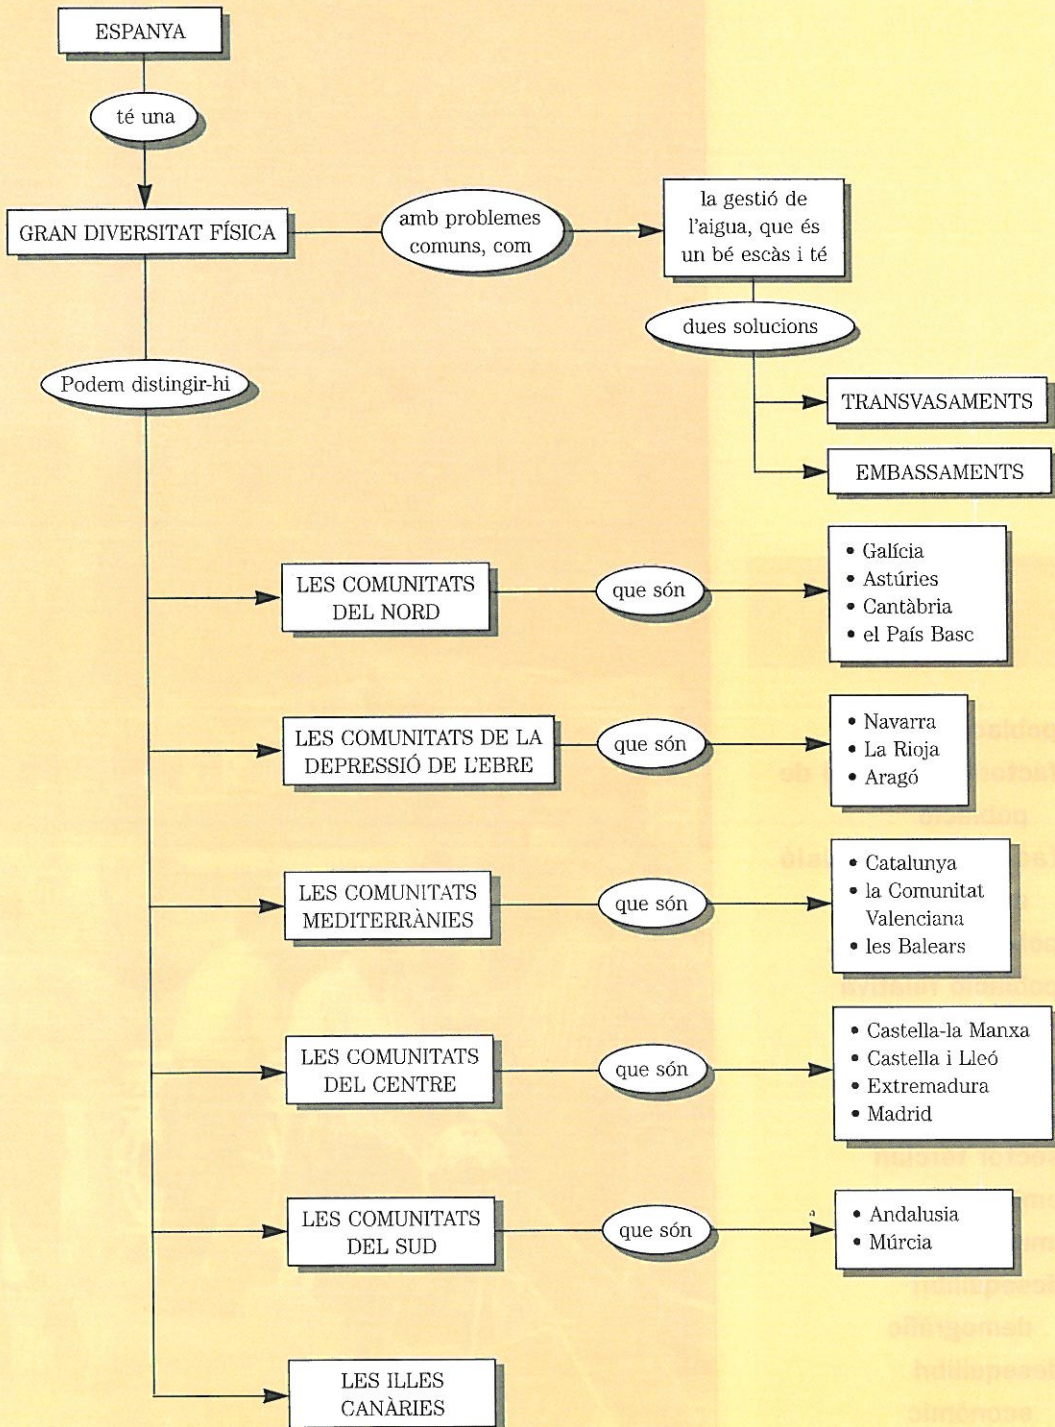 ESPANYA
té una
GRAN DIVERSITAT FÍSICA
amb problemes
comuns, com
la gestió de
l'aigua, que és
un bé escàs i té
dues solucions
TRANSVASAMENTS
EMBASSAMENTS
Podem distingir-hi
LES COMUNITATS
DEL NORD
que són
• Galícia
• Astúries
• Cantàbria
• el País Basc
LES COMUNITATS DE LA
DEPRESSIÓ DE L'EBRE
que són
• Navarra
• La Rioja
• Aragó
LES COMUNITATS
MEDITERRÀNIES
que són
• Catalunya
• la Comunitat
Valenciana
• les Balears
LES COMUNITATS
DEL CENTRE
que són
• Castella-la Manxa
• Castella i Lleó
• Extremadura
• Madrid
LES COMUNITATS
DEL SUD
que són
• Andalusia
• Múrcia
LES ILLES
CANÀRIES